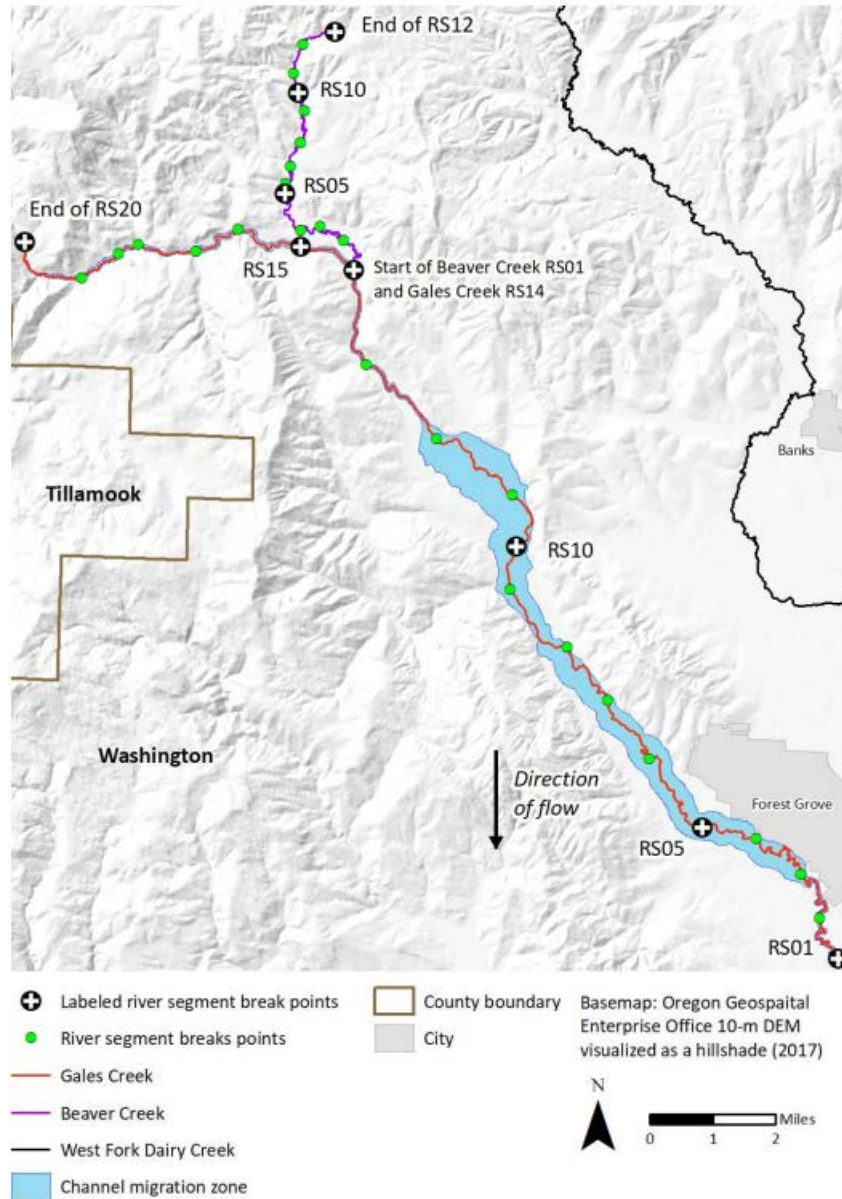 End of RS12
RS10
RS05
End of RS20
RS15
Start of Beaver Creek RS01
and Gales Creek RS14
Banks
Tillamook
RS10
Washington
Direction
of flow
Forest Grove
RS05
RS01
Labeled river segment break points
River segment breaks points
Gales Creek
Beaver Creek
West Fork Dairy Creek
Channel migration zone
County boundary
City
Basemap: Oregon Geospaital
Enterprise Office 10-m DEM
visualized as a hillshade (2017)
N
Miles
0 1 2